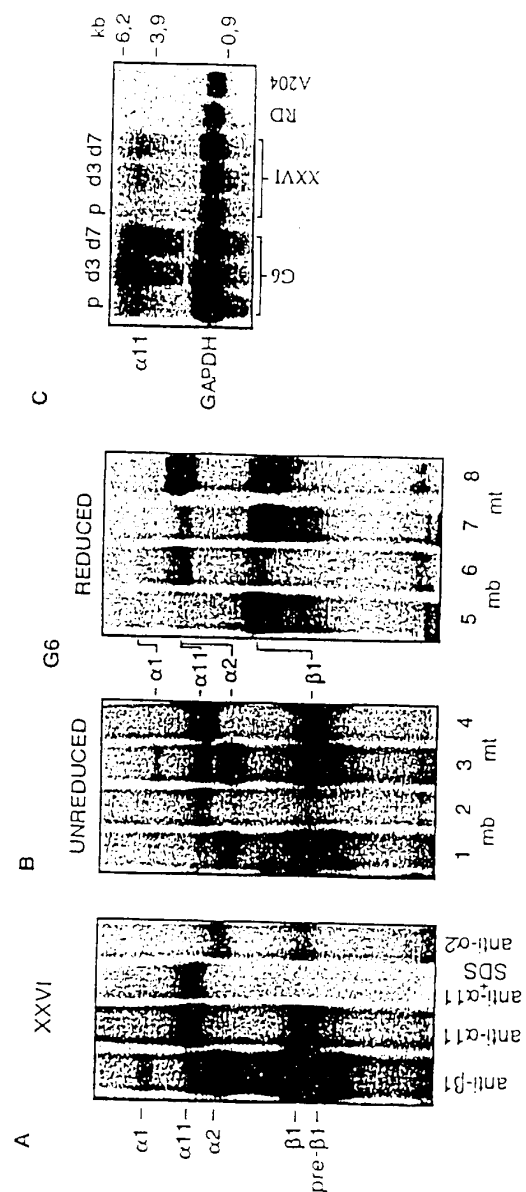 A
XXVI
α1 –
α11 –
α2 –
β1 –
pre-β1 –
anti-β1
anti-α11
anti-α11
+
SDS
anti-α2
B
G6
UNREDUCED
REDUCED
– α1
– α11
– α2
– β1
1 2 3 4
mb mt
5 6 7 8
mb mt
C
p d3 d7 p d3 d7
kb
α11
– 6,2
– 3,9
GAPDH
– 0,9
G6
XXVI
RD
A204